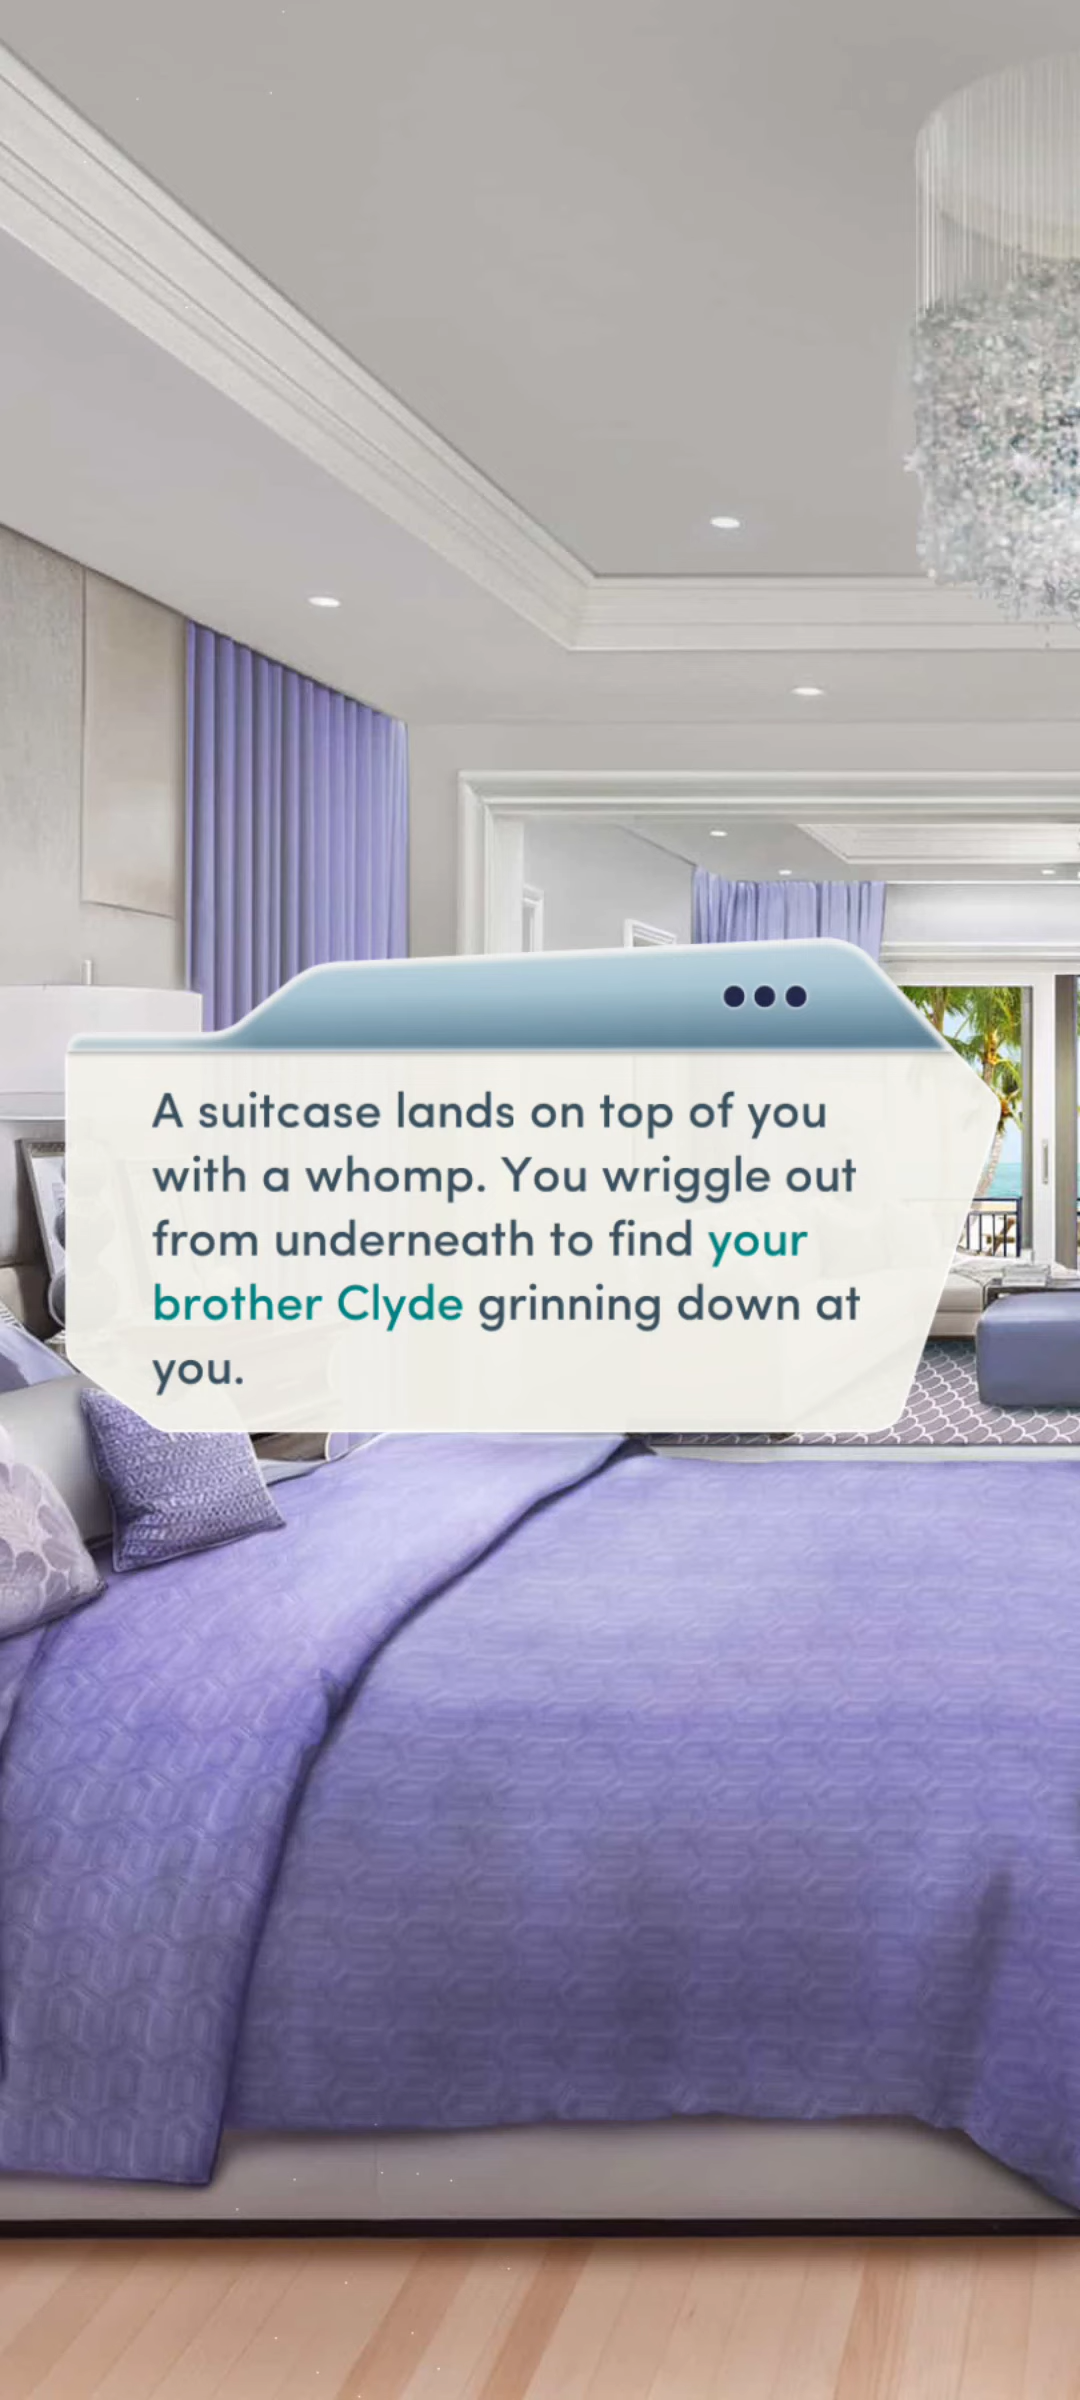 A suitcase lands on top of you
with a whomp. You wriggle out
from underneath to find your
brother Clyde grinning down at
you.